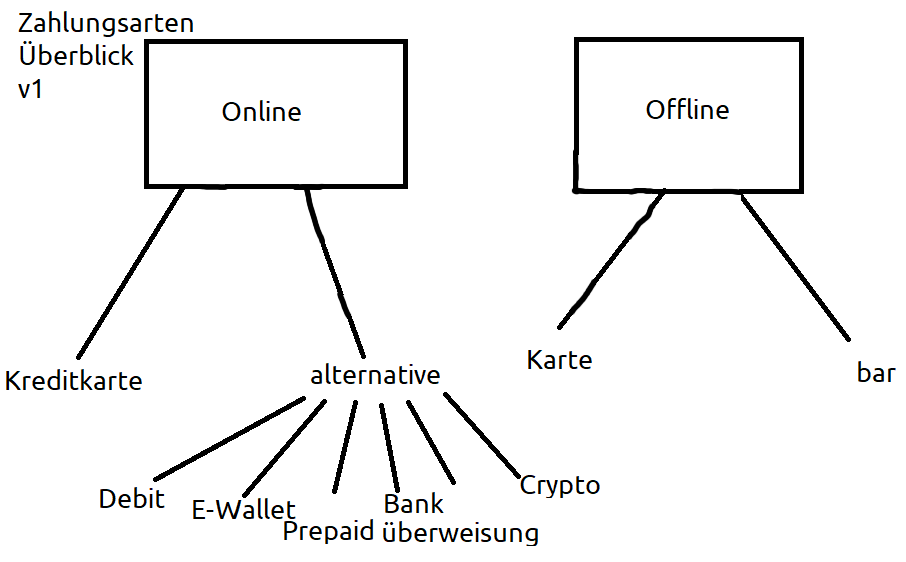 Zahlungsarten
Überblick
v1
Online
Offline
Kreditkarte
alternative
Karte
bar
Debit
E-Wallet
Prepaid
Bank
überweisung
Crypto